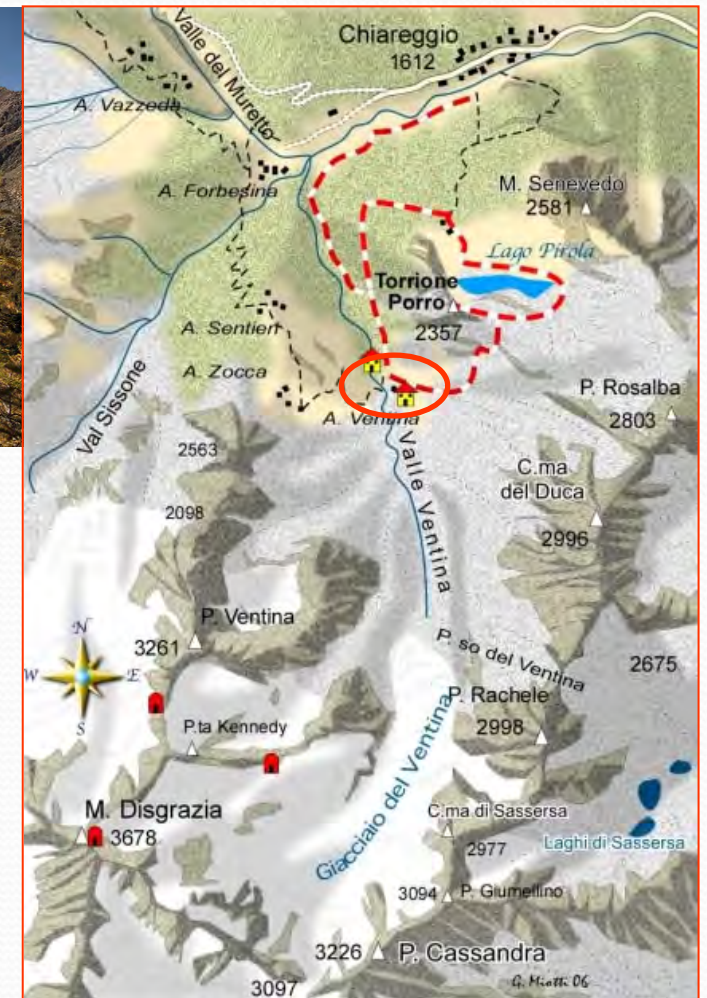 Chiareggio
1612
Valle del Muretto
A. Vazzeda
A. Forbesina
M. Senevedo
2581
Lago Pirola
Torrione
Porro
2357
A. Sentieri
A. Zocca
Val Sissone
P. Rosalba
2803
A. Ventina
2563
Valle Ventina
C.ma
del Duca
2996
2098
P. Ventina
3261
N
W
E
S
P.so del Ventina
2675
P. Rachele
2998
P.ta Kennedy
Giacciaio del Ventina
M. Disgrazia
3678
C.ma di Sassersa
2977
Laghi di Sassersa
3094 P. Giumellino
3226 P. Cassandra
3097
G. Miotti 06